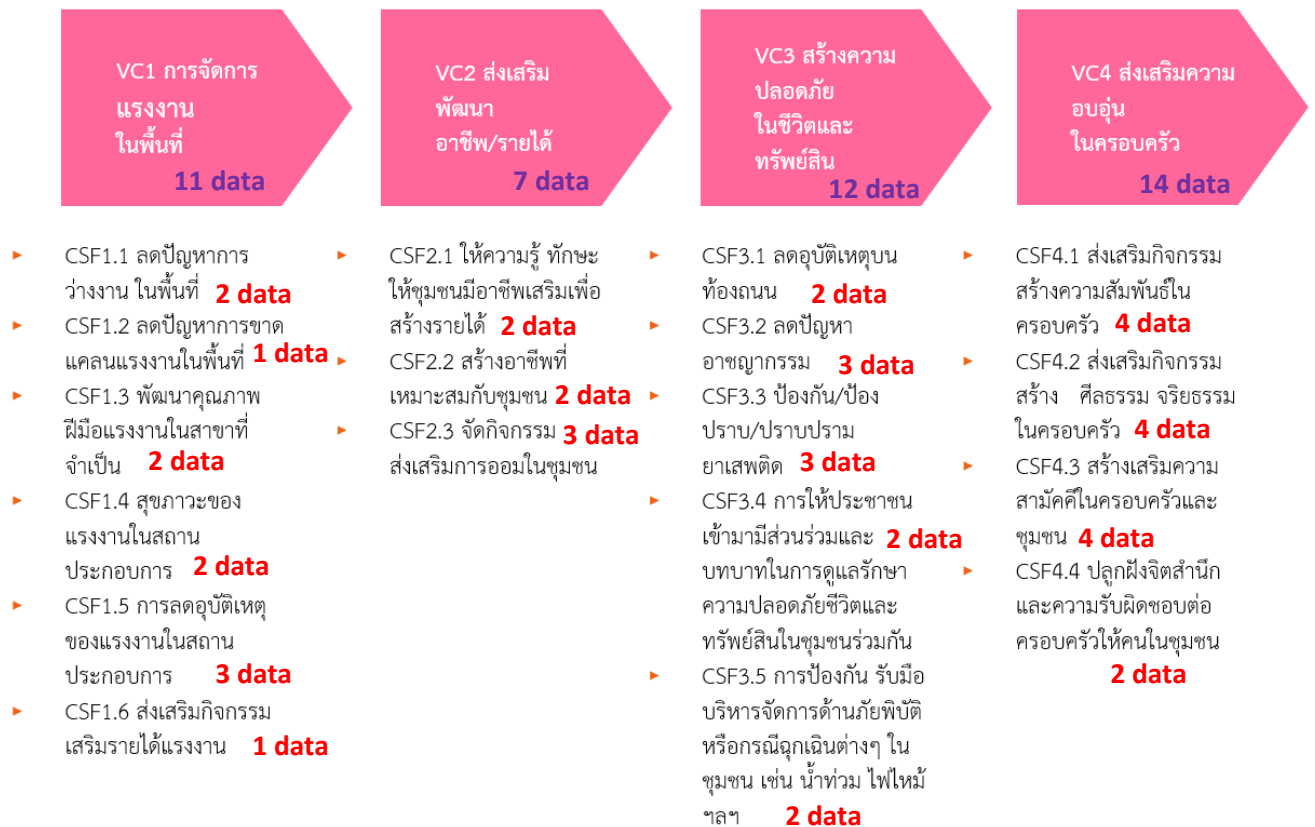 VC1 การจัดการ
แรงงาน
ในพื้นที่
11 data
VC2 ส่งเสริม
พัฒนา
อาชีพ/รายได้
7 data
VC3 สร้างความ
ปลอดภัย
ในชีวิตและ
ทรัพย์สิน
12 data
VC4 ส่งเสริมความ
อบอุ่น
ในครอบครัว
14 data
CSF1.1 ลดปัญหาการ
ว่างงาน ในพื้นที่ 2 data
CSF1.2 ลดปัญหาการขาด
แคลนแรงงานในพื้นที่ 1 data
CSF1.3 พัฒนาคุณภาพ
ฝีมือแรงงานในสาขาที่
จำเป็น 2 data
CSF1.4 สุขภาวะของ
แรงงานในสถาน
ประกอบการ 2 data
CSF1.5 การลดอุบัติเหตุ
ของแรงงานในสถาน
ประกอบการ 3 data
CSF1.6 ส่งเสริมกิจกรรม
เสริมรายได้แรงงาน 1 data
CSF2.1 ให้ความรู้ ทักษะ
ให้ชุมชนมีอาชีพเสริมเพื่อ
สร้างรายได้ 2 data
CSF2.2 สร้างอาชีพที่
เหมาะสมกับชุมชน 2 data
CSF2.3 จัดกิจกรรม 3 data
ส่งเสริมการออมในชุมชน
CSF3.1 ลดอุบัติเหตุบน
ท้องถนน 2 data
CSF3.2 ลดปัญหา
อาชญากรรม 3 data
CSF3.3 ป้องกัน/ป้อง
ปราบ/ปราบปราม
ยาเสพติด 3 data
CSF3.4 การให้ประชาชน
เข้ามามีส่วนร่วมและ 2 data
บทบาทในการดูแลรักษา
ความปลอดภัยชีวิตและ
ทรัพย์สินในชุมชนร่วมกัน
CSF3.5 การป้องกัน รับมือ
บริหารจัดการด้านภัยพิบัติ
หรือกรณีฉุกเฉินต่างๆ ใน
ชุมชน เช่น น้ำท่วม ไฟไหม้
ฯลฯ 2 data
CSF4.1 ส่งเสริมกิจกรรม
สร้างความสัมพันธ์ใน
ครอบครัว 4 data
CSF4.2 ส่งเสริมกิจกรรม
สร้าง ศีลธรรม จริยธรรม
ในครอบครัว 4 data
CSF4.3 สร้างเสริมความ
สามัคคีในครอบครัวและ
ชุมชน 4 data
CSF4.4 ปลูกฝังจิตสำนึก
และความรับผิดชอบต่อ
ครอบครัวให้คนในชุมชน
2 data